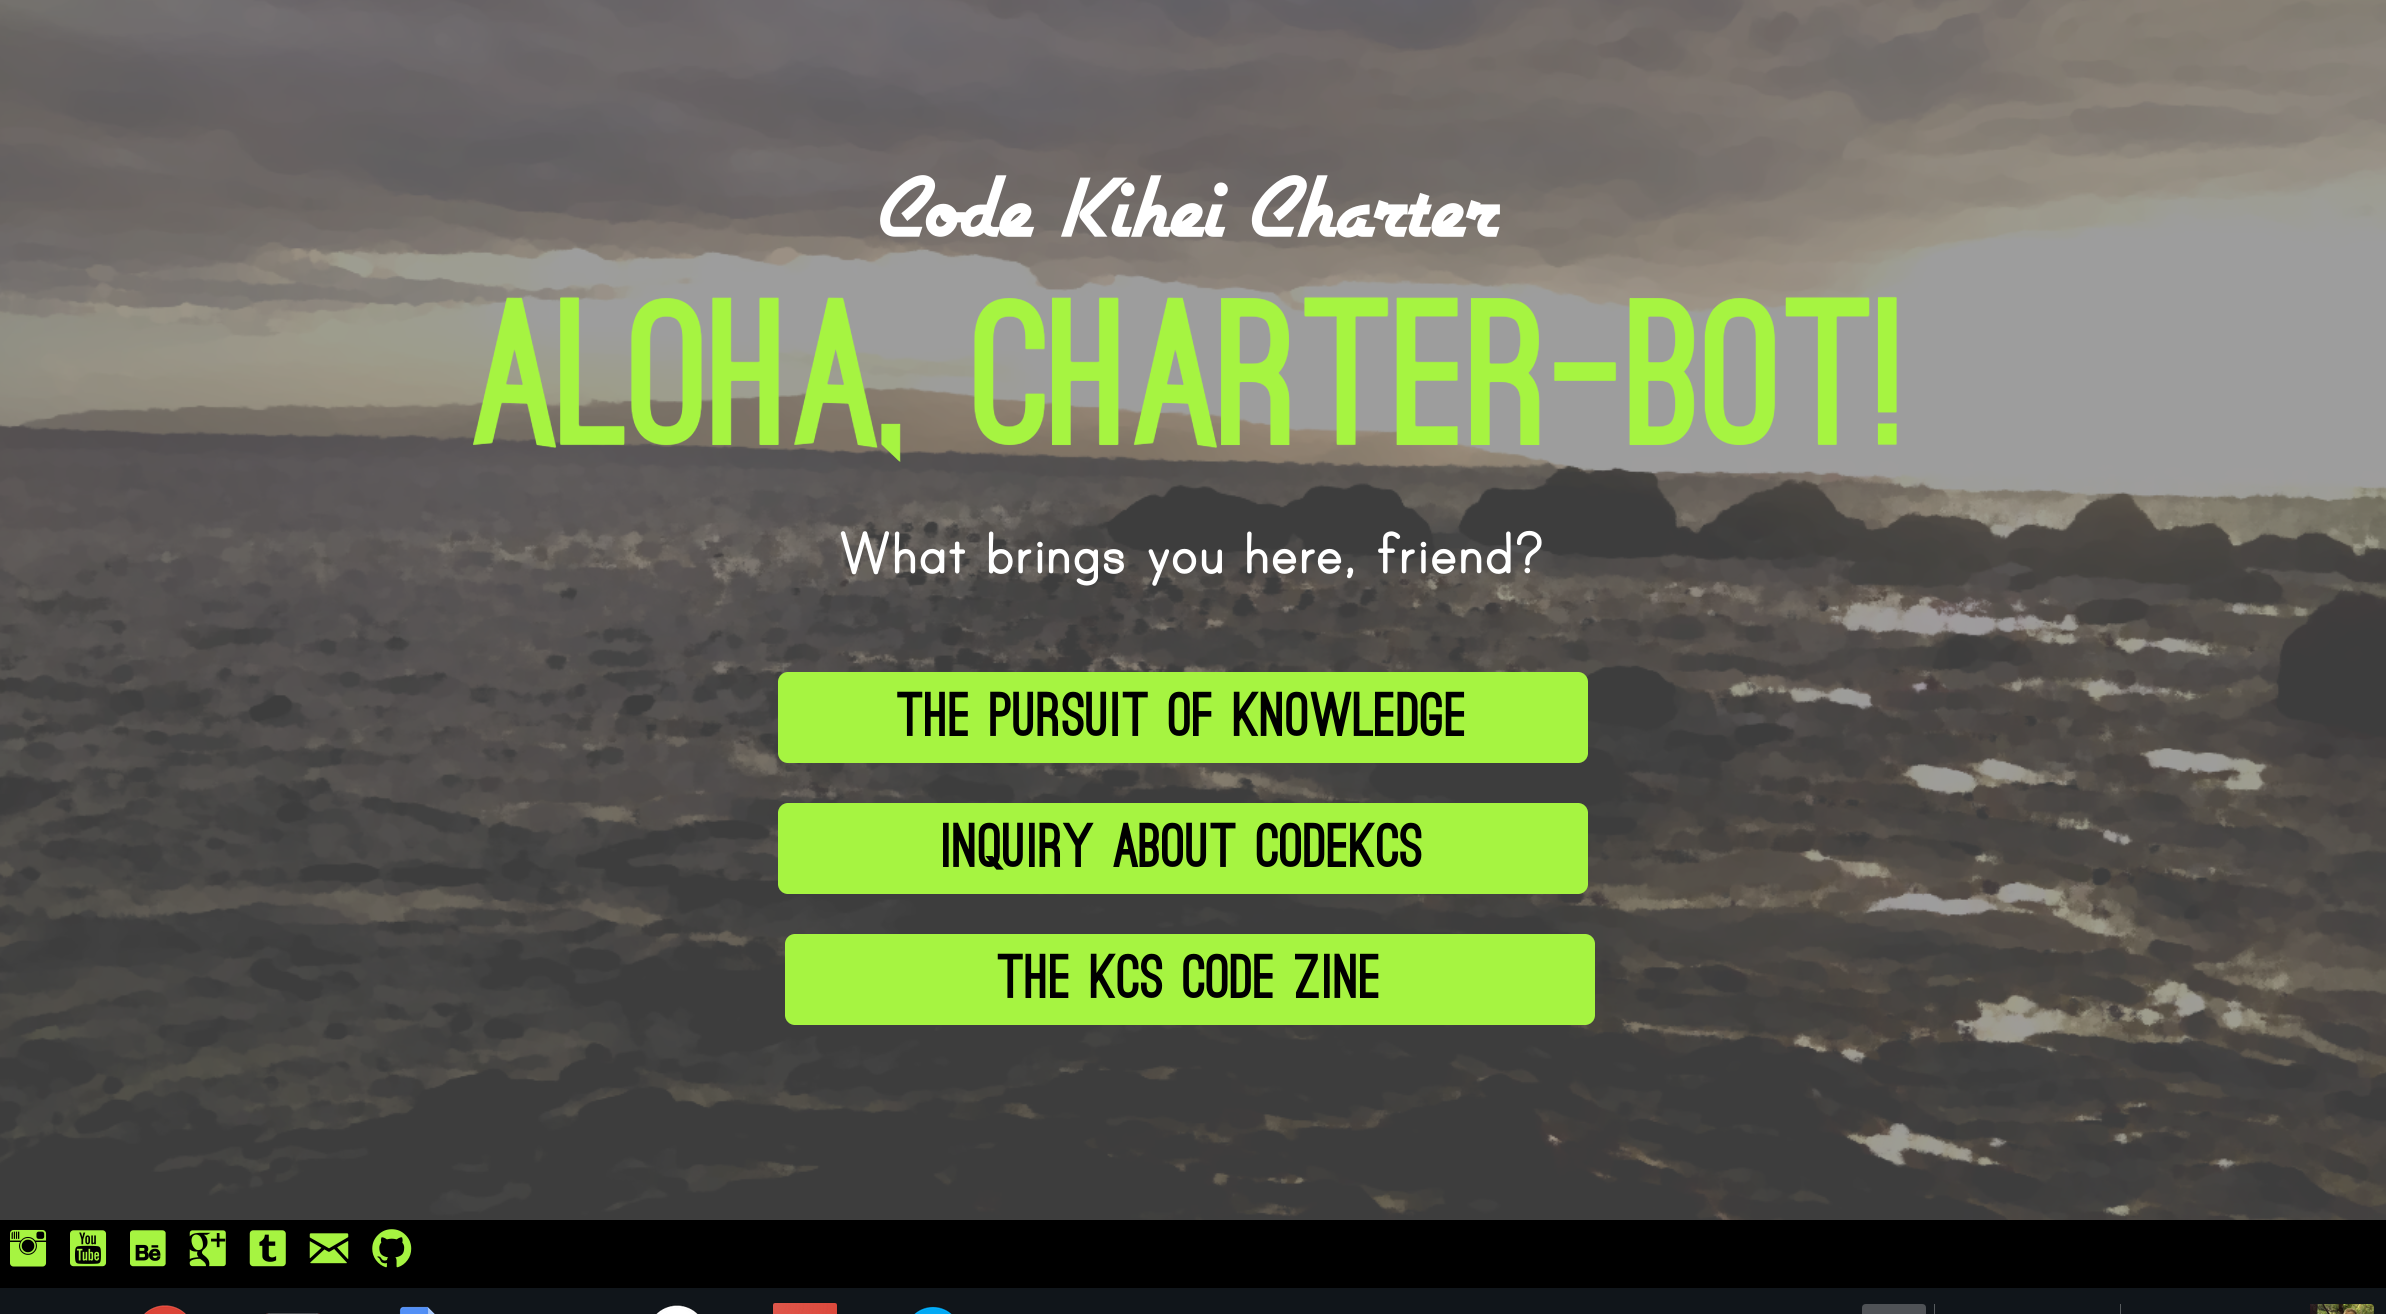 Code Kihei Charter
ALOHA, CHARTER-BOT!
What brings you here, friend?
THE PURSUIT OF KNOWLEDGE
INQUIRY ABOUT CODEKCS
THE KCS CODE ZINE
You
Tube
Bē
g+
t